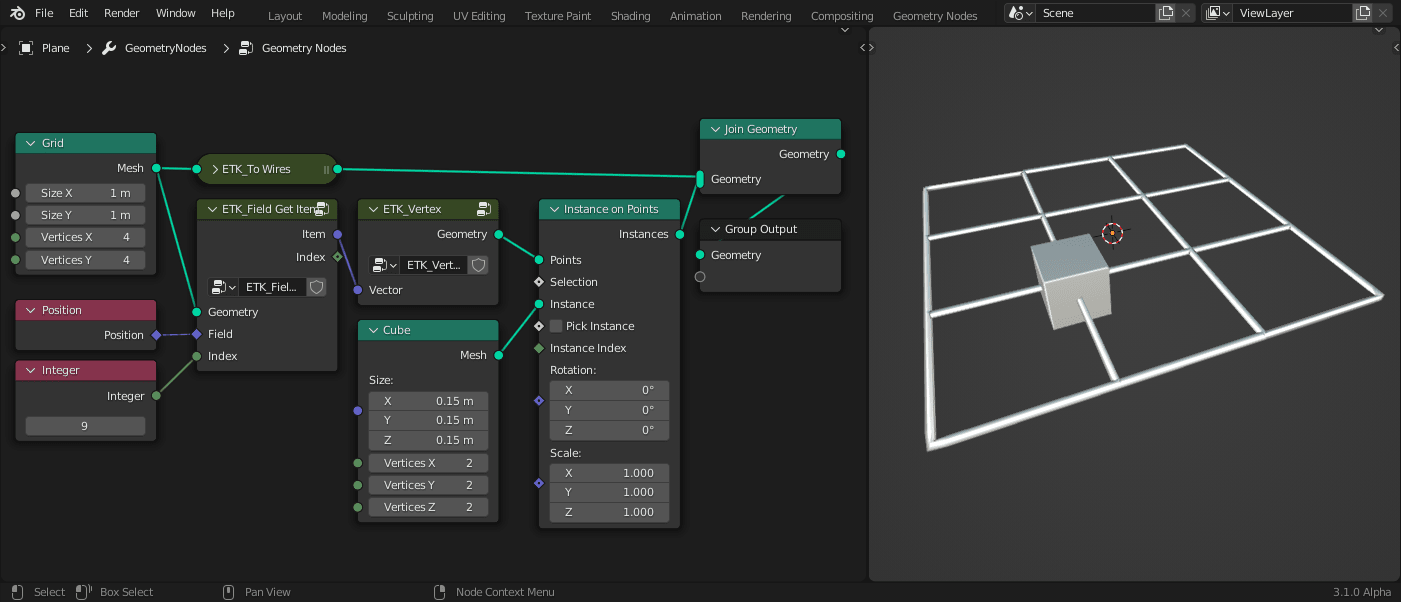 File Edit Render Window Help Layout Modeling Sculpting UV Editing Texture Paint Shading Animation Rendering Compositing Geometry Nodes Scene ViewLayer
Plane GeometryNodes Geometry Nodes
Grid
Mesh
Size X 1 m
Size Y 1 m
Vertices X 4
Vertices Y 4
Position
Position
Integer
Integer
9
ETK_To Wires
ETK_Field Get Item
Item
Index
ETK_Fiel...
Geometry
Field
Index
ETK_Vertex
Geometry
ETK_Vert...
Vector
Cube
Mesh
Size:
X 0.15 m
Y 0.15 m
Z 0.15 m
Vertices X 2
Vertices Y 2
Vertices Z 2
Instance on Points
Instances
Points
Selection
Instance
Pick Instance
Instance Index
Rotation:
X 0°
Y 0°
Z 0°
Scale:
X 1.000
Y 1.000
Z 1.000
Join Geometry
Geometry
Geometry
Group Output
Geometry
Select Box Select Pan View Node Context Menu 3.1.0 Alpha